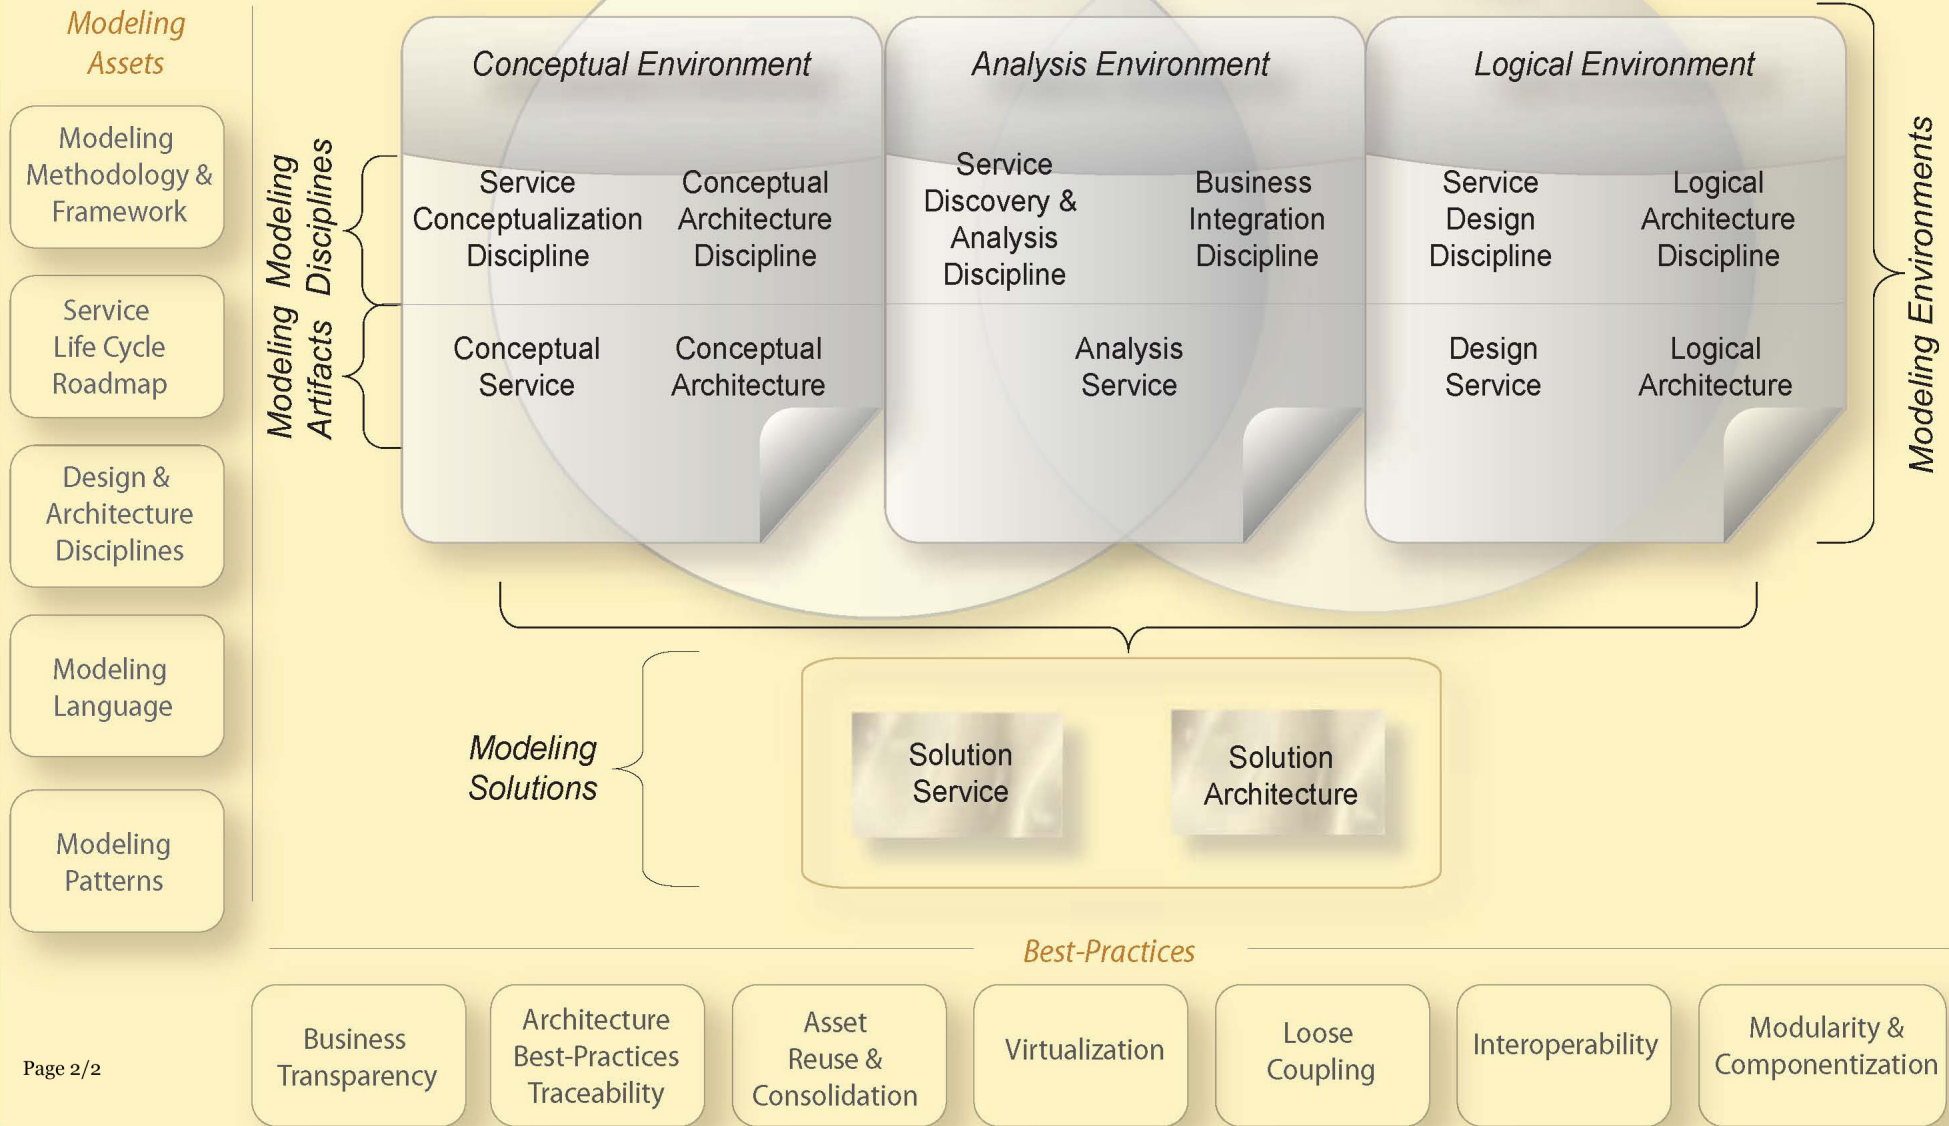 Modeling
Assets
Modeling
Methodology &
Framework
Service
Life Cycle
Roadmap
Design &
Architecture
Disciplines
Modeling
Language
Modeling
Patterns
Modeling
Disciplines
Modeling
Artifacts
Conceptual Environment
Service
Conceptualization
Discipline
Conceptual
Architecture
Discipline
Conceptual
Service
Conceptual
Architecture
Analysis Environment
Service
Discovery &
Analysis
Discipline
Business
Integration
Discipline
Analysis
Service
Logical Environment
Service
Design
Discipline
Logical
Architecture
Discipline
Design
Service
Logical
Architecture
Modeling Environments
Modeling
Solutions
Solution
Service
Solution
Architecture
Best-Practices
Business
Transparency
Architecture
Best-Practices
Traceability
Asset
Reuse &
Consolidation
Virtualization
Loose
Coupling
Interoperability
Modularity &
Componentization
Page 2/2